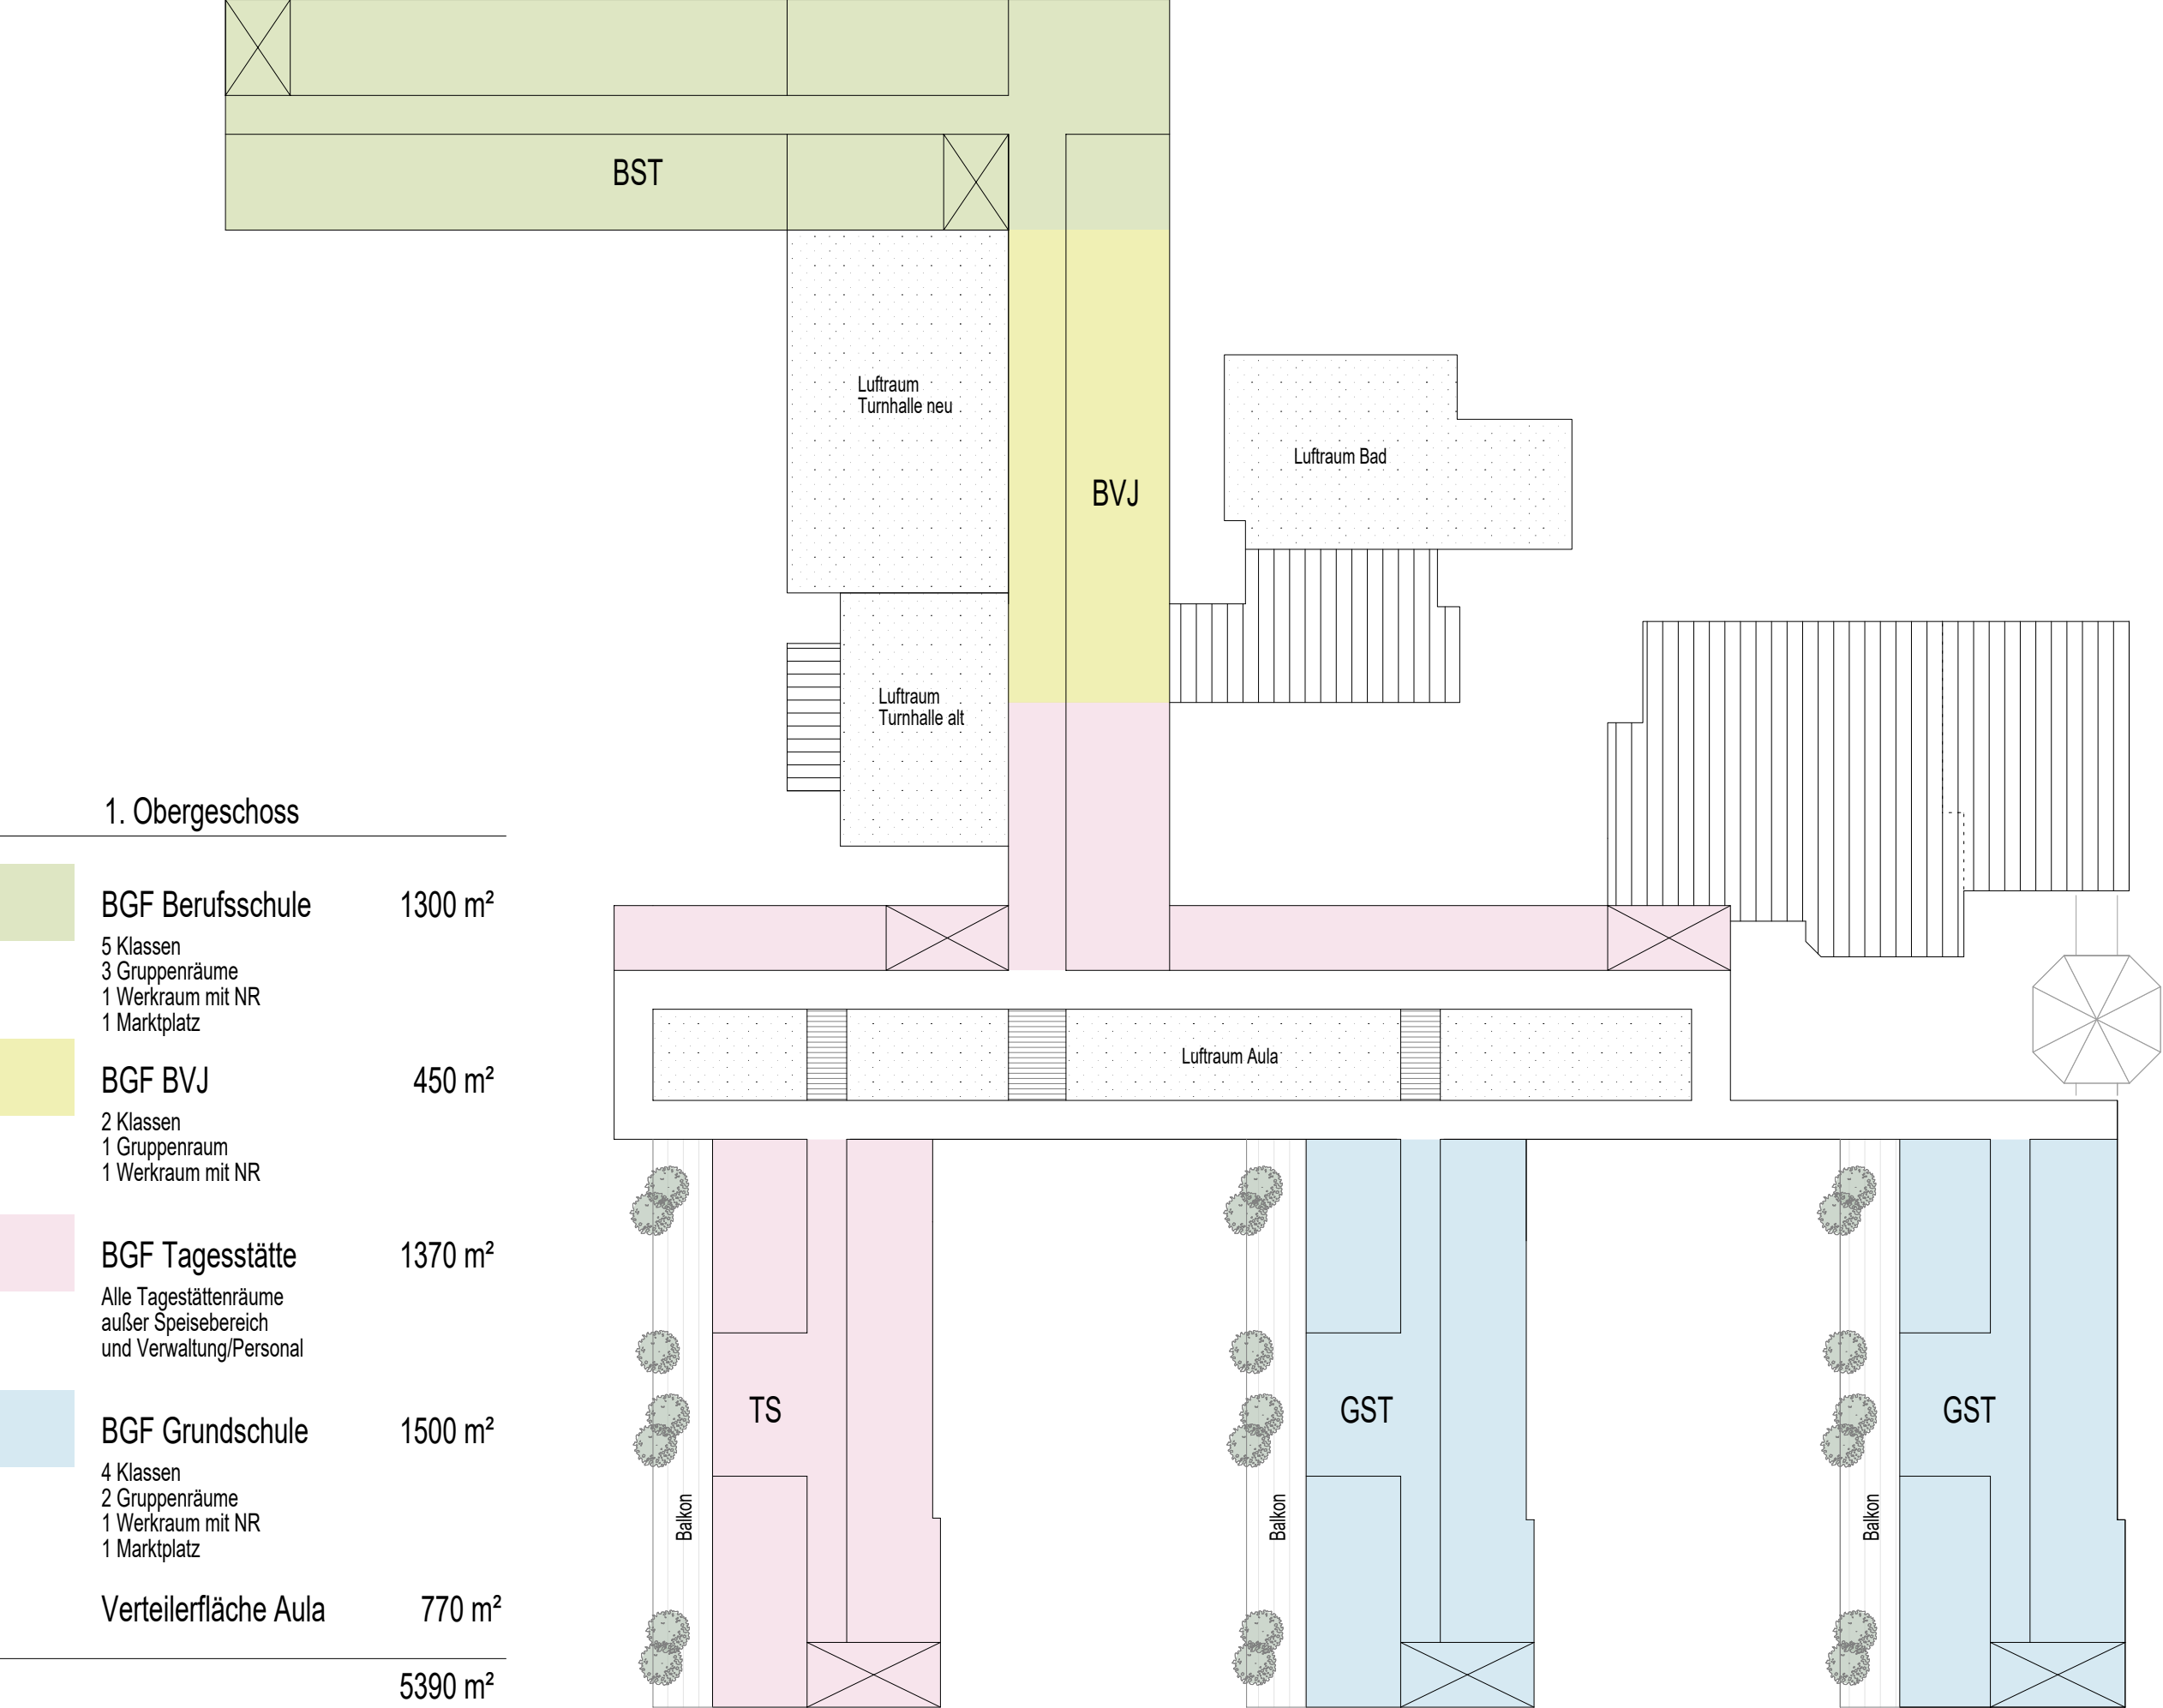 BST
Luftraum
Turnhalle neu
Luftraum Bad
BVJ
Luftraum
Turnhalle alt
1. Obergeschoss
BGF Berufsschule 1300 m²
5 Klassen
3 Gruppenräume
1 Werkraum mit NR
1 Marktplatz
BGF BVJ 450 m²
2 Klassen
1 Gruppenraum
1 Werkraum mit NR
BGF Tagesstätte 1370 m²
Alle Tagestättenräume
außer Speisebereich
und Verwaltung/Personal
BGF Grundschule 1500 m²
4 Klassen
2 Gruppenräume
1 Werkraum mit NR
1 Marktplatz
Verteilerfläche Aula 770 m²
5390 m²
Luftraum Aula
TS
GST
GST
Balkon
Balkon
Balkon